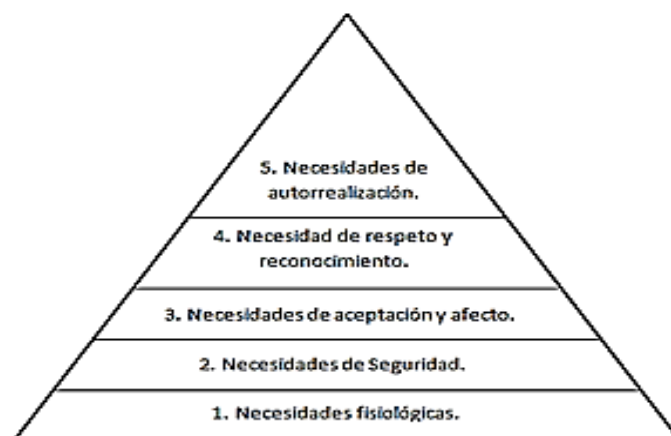 5. Necesidades de
autorrealización.
4. Necesidad de respeto y
reconocimiento.
3. Necesidades de aceptación y afecto.
2. Necesidades de Seguridad.
1. Necesidades fisiológicas.